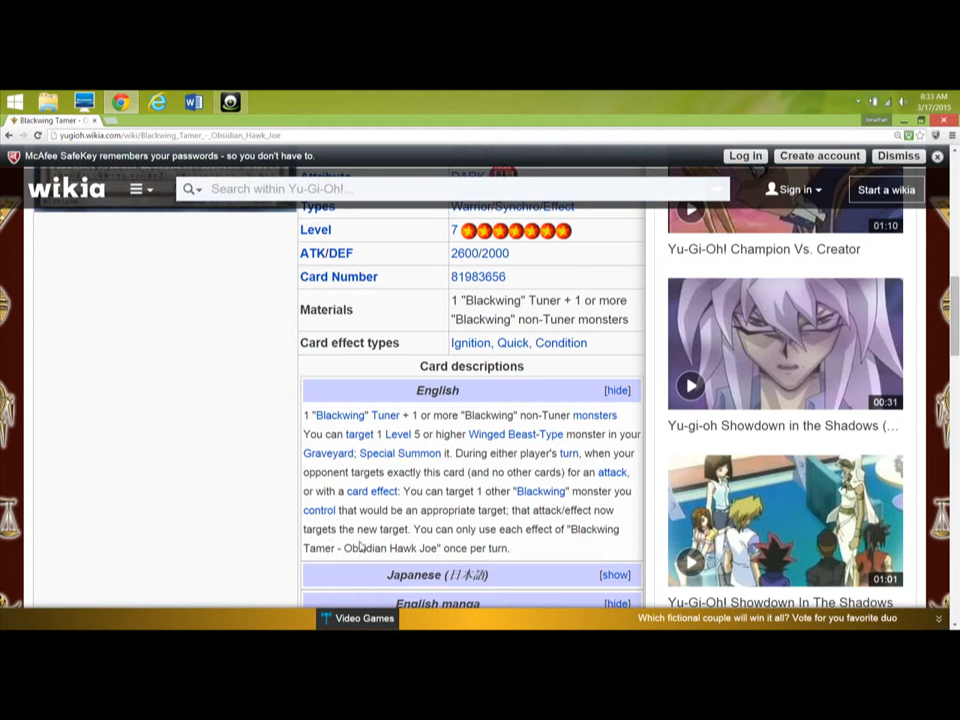 8:33 AM
3/17/2015
Blackwing Tamer - O
Jonathan
yugioh.wikia.com/wiki/Blackwing_Tamer_-_Obsidian_Hawk_Joe
McAfee SafeKey remembers your passwords - so you don't have to.
Log in
Create account
Dismiss
Attribute
DARK
wikia
Search within Yu-Gi-Oh!...
Sign in
Start a wikia
Types
Warrior/Synchro/Effect
01:10
Level
7
Yu-Gi-Oh! Champion Vs. Creator
ATK/DEF
2600/2000
Card Number
81983656
Materials
1 "Blackwing" Tuner + 1 or more
"Blackwing" non-Tuner monsters
Card effect types
Ignition, Quick, Condition
Card descriptions
English
[hide]
00:31
1 "Blackwing" Tuner + 1 or more "Blackwing" non-Tuner monsters
You can target 1 Level 5 or higher Winged Beast-Type monster in your
Graveyard; Special Summon it. During either player's turn, when your
opponent targets exactly this card (and no other cards) for an attack,
or with a card effect: You can target 1 other "Blackwing" monster you
control that would be an appropriate target; that attack/effect now
targets the new target. You can only use each effect of "Blackwing
Tamer - Obsidian Hawk Joe" once per turn.
Yu-gi-oh Showdown in the Shadows (...
Japanese (日本語)
[show]
01:01
English manga
[hide]
Yu-Gi-Oh! Showdown In The Shadows
Video Games
Which fictional couple will win it all? Vote for your favorite duo